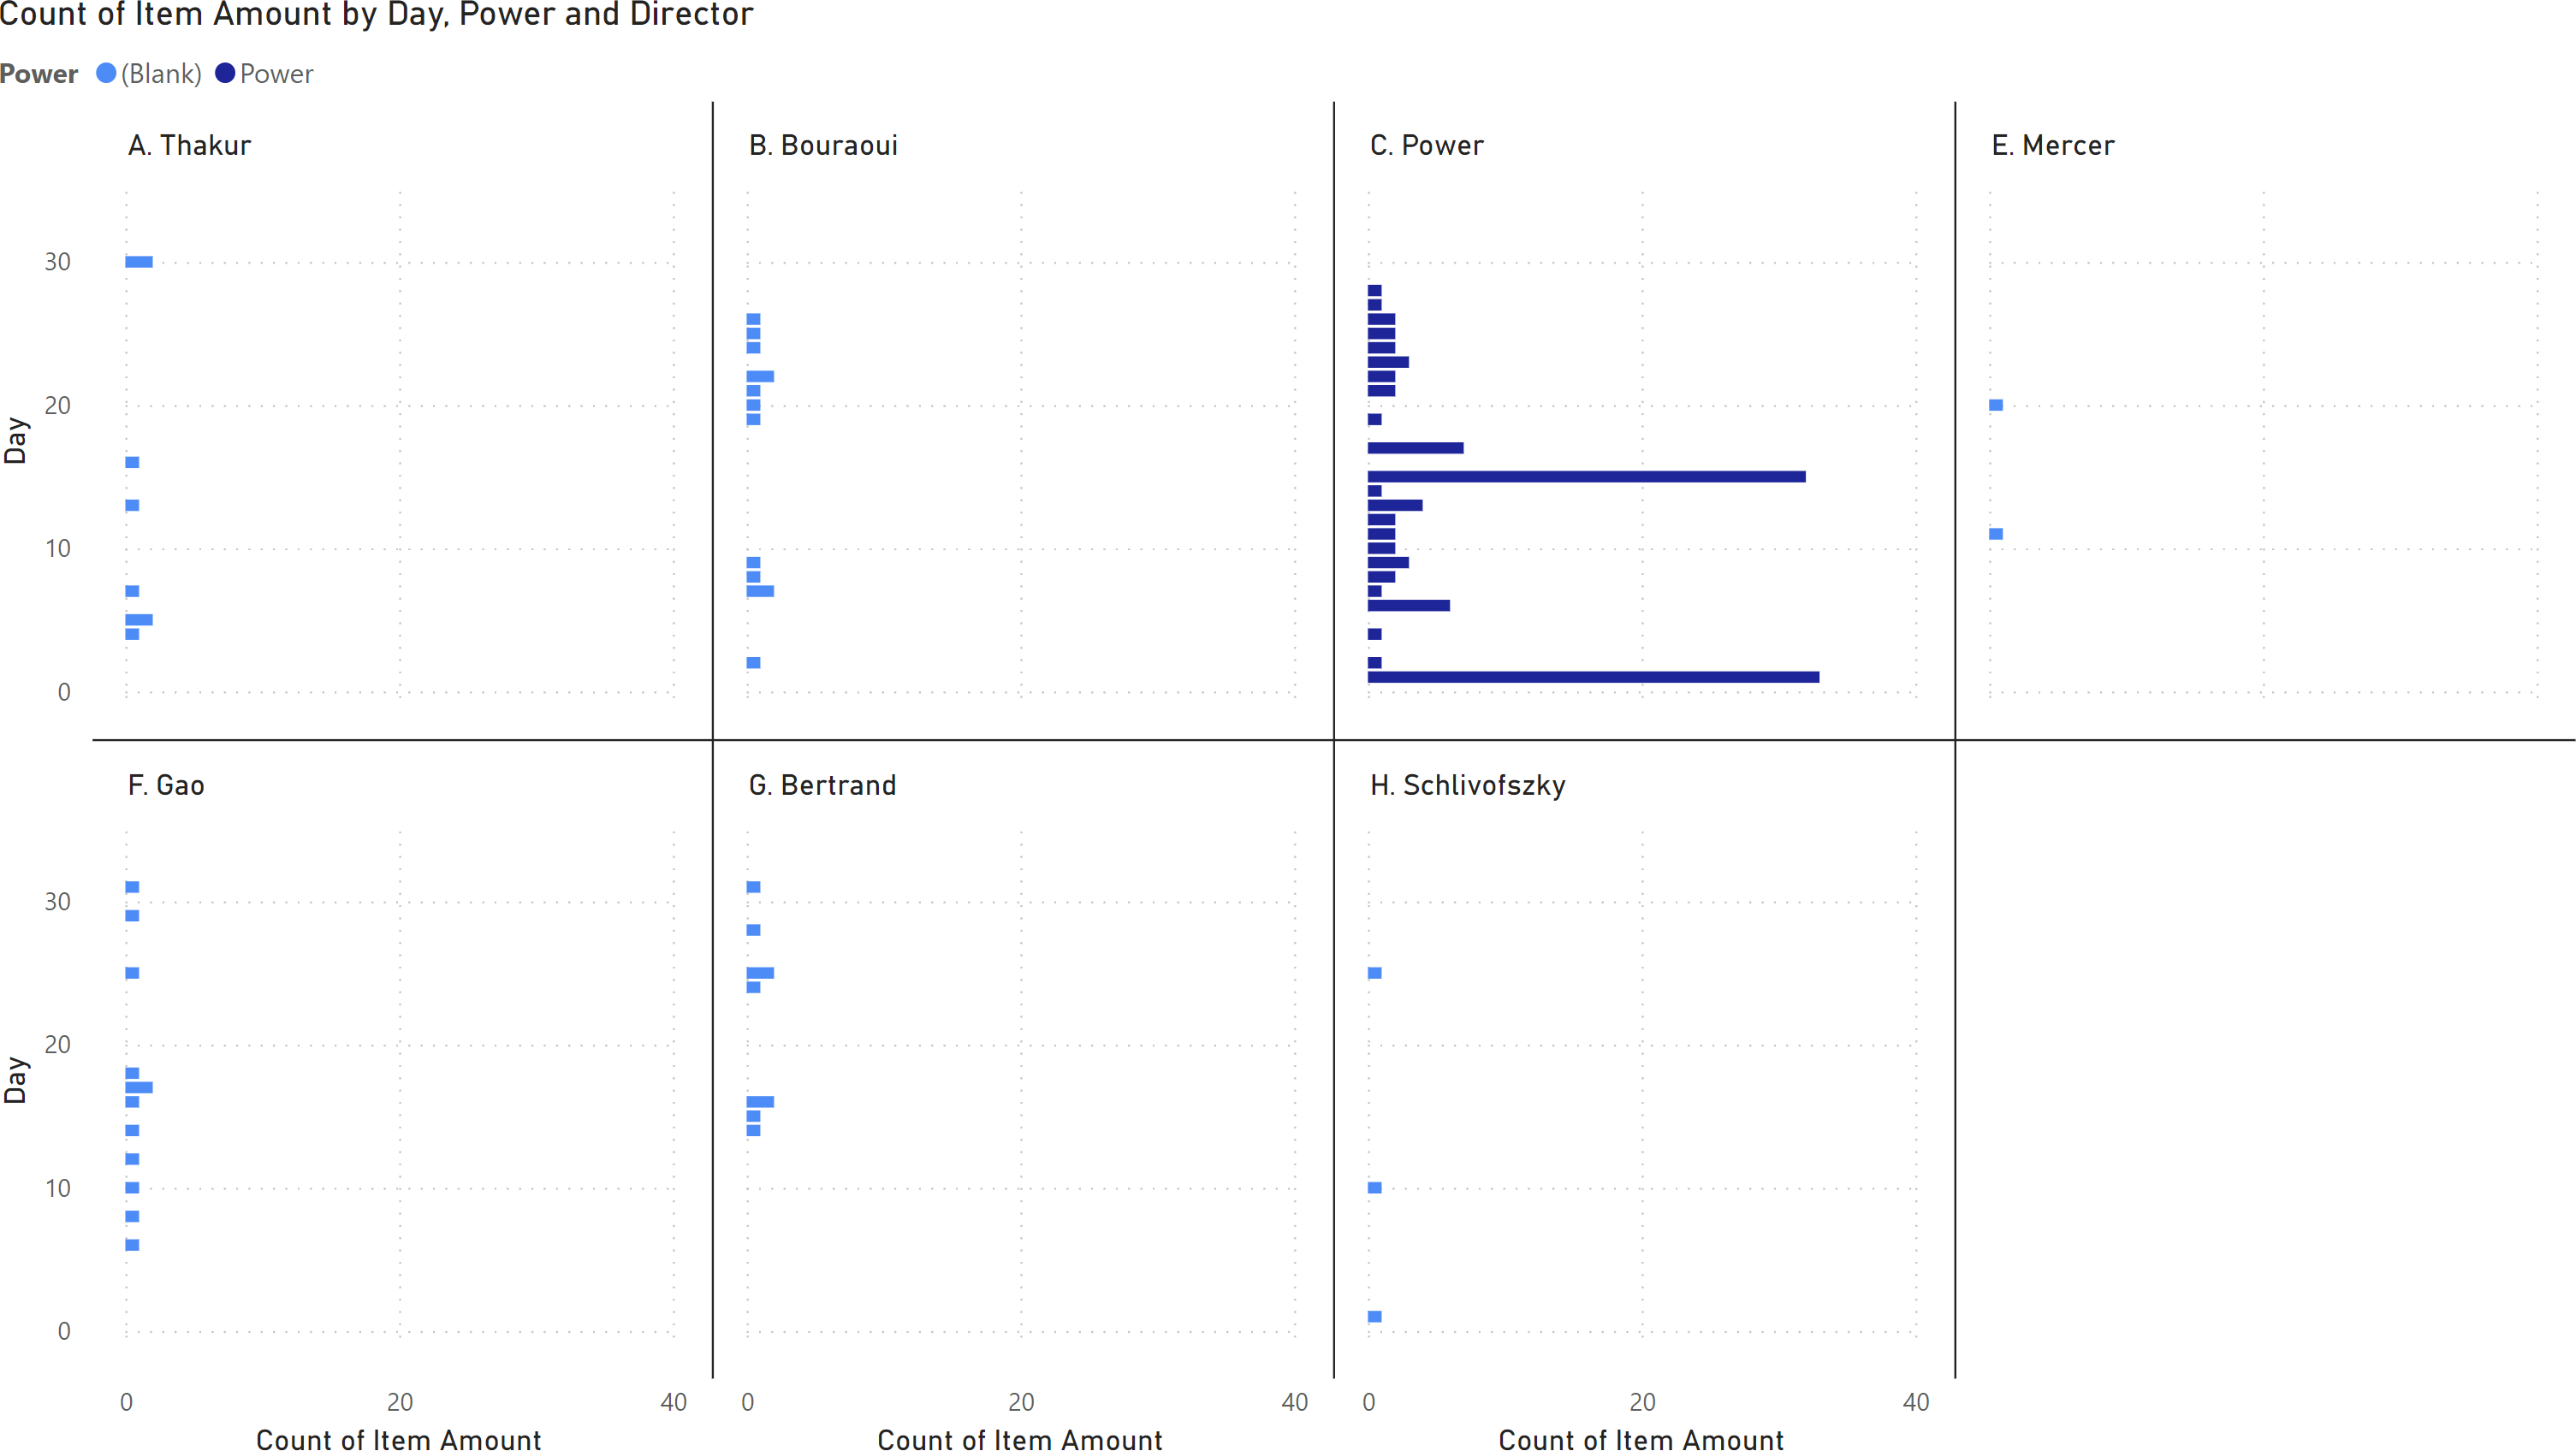 Count of Item Amount by Day, Power and Director
Power (Blank) Power
A. Thakur
B. Bouraoui
C. Power
E. Mercer
30
20
10
0
Day
F. Gao
G. Bertrand
H. Schlivofszky
30
20
10
0
Day
0 20 40 0 20 40 0 20 40
Count of Item Amount Count of Item Amount Count of Item Amount